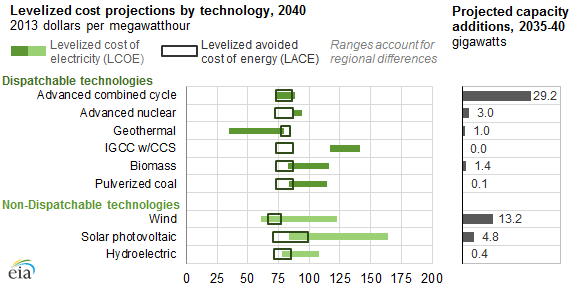 Levelized cost projections by technology, 2040
2013 dollars per megawatthour
Levelized cost of
electricity (LCOE)
Levelized avoided
cost of energy (LACE)
Ranges account for
regional differences
Projected capacity
additions, 2035-40
gigawatts
Dispatchable technologies
Advanced combined cycle 29.2
Advanced nuclear 3.0
Geothermal 1.0
IGCC w/CCS 0.0
Biomass 1.4
Pulverized coal 0.1
Non-Dispatchable technologies
Wind 13.2
Solar photovoltaic 4.8
Hydroelectric 0.4
0 25 50 75 100 125 150 175 200
eia